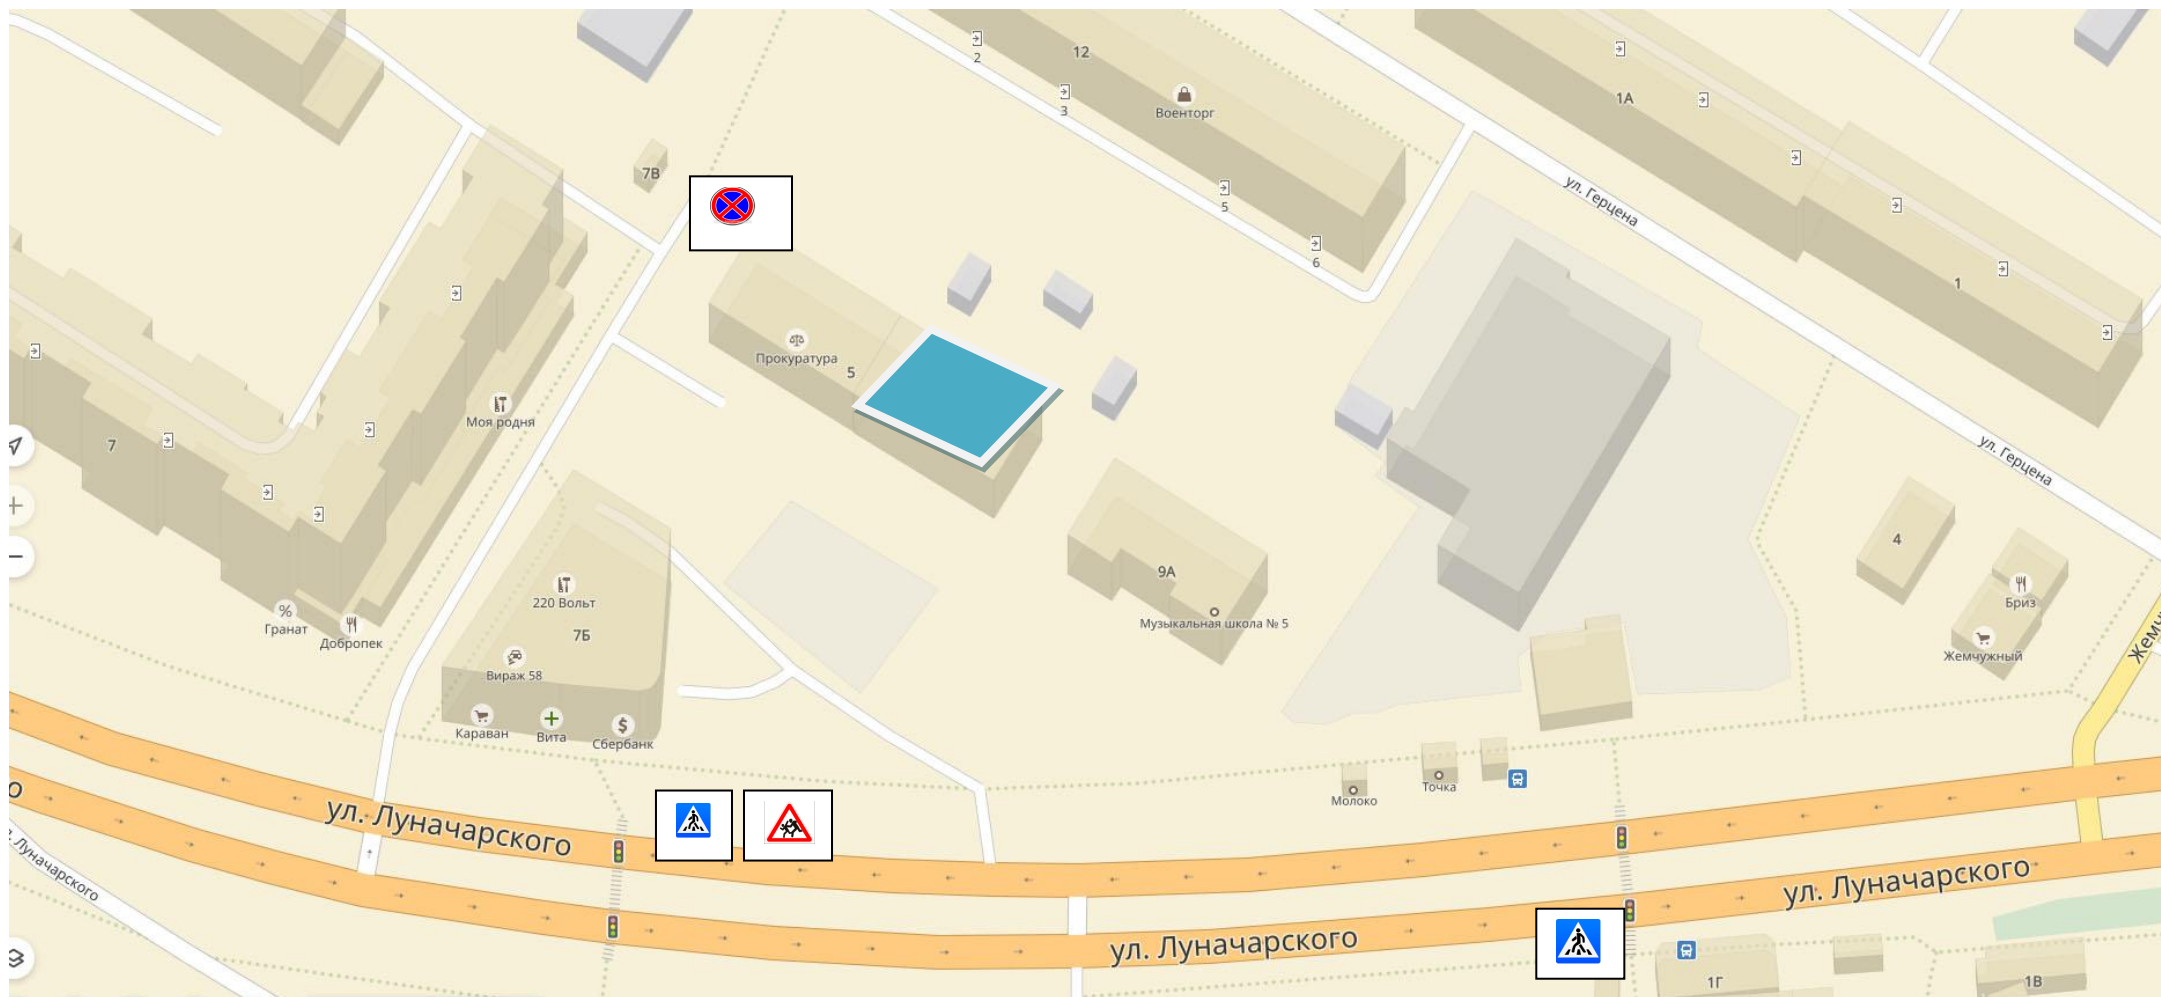 2
12
3
Военторг
1А
7В
5
ул. Герцена
6
1
Прокуратура
5
Моя родня
7
ул. Герцена
4
9А
220 Вольт
Бриз
Гранат
Музыкальная школа № 5
7Б
Добропек
Жемчужный
Вираж 58
Караван
Вита
Сбербанк
Точка
Молоко
ул. Луначарского
ул. Луначарского
Луначарского
ул. Луначарского
1Г
1В